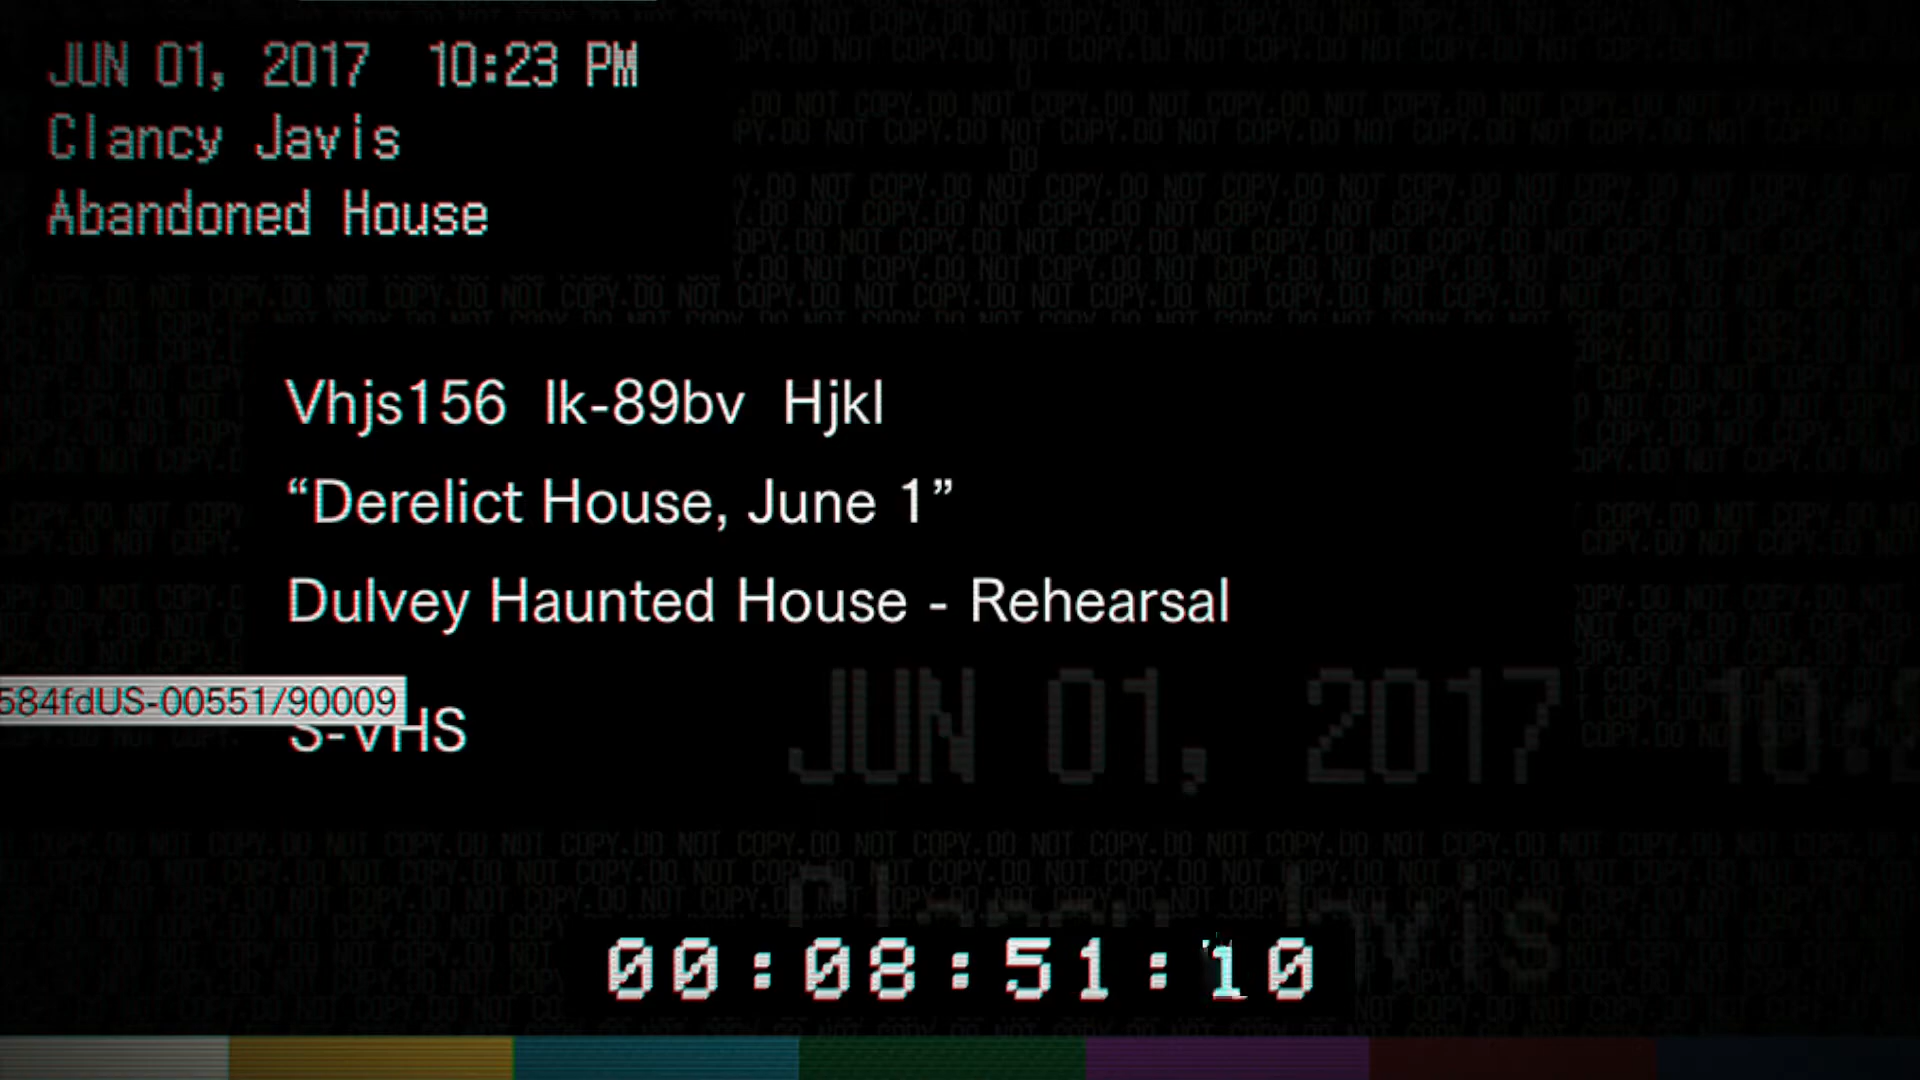 JUN 01, 2017 10:23 PM
Clancy Javis
Abandoned House
Vhjs156 lk-89bv Hjkl
“Derelict House, June 1”
Dulvey Haunted House - Rehearsal
584fdUS-00551/90009
S-VHS
JUN 01, 2017
00:08:51:10